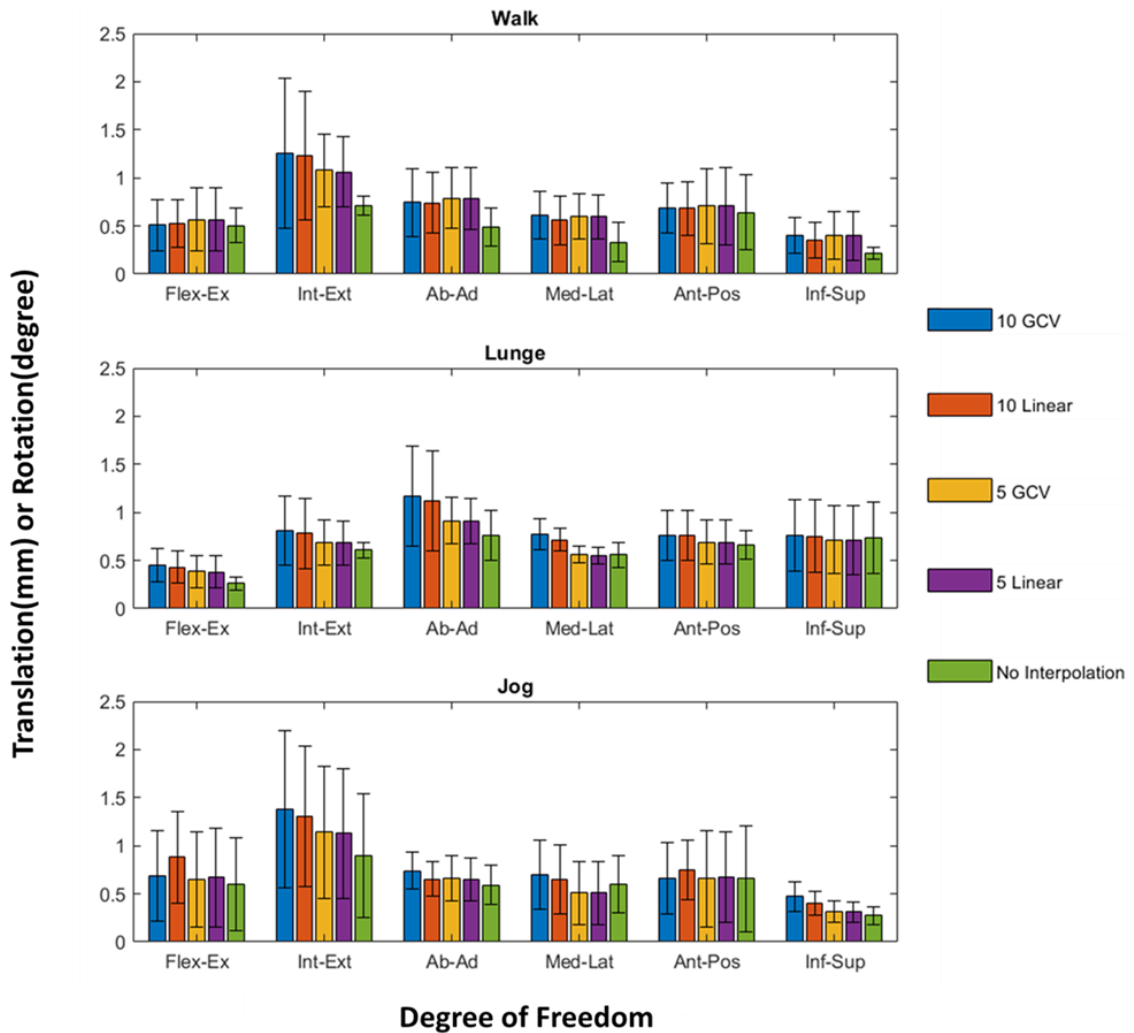 Walk
2.5
2
1.5
1
0.5
0
Flex-Ex Int-Ext Ab-Ad Med-Lat Ant-Pos Inf-Sup
Translation(mm) or Rotation(degree)
Lunge
2.5
2
1.5
1
0.5
0
Flex-Ex Int-Ext Ab-Ad Med-Lat Ant-Pos Inf-Sup
Jog
2.5
2
1.5
1
0.5
0
Flex-Ex Int-Ext Ab-Ad Med-Lat Ant-Pos Inf-Sup
Degree of Freedom
10 GCV
10 Linear
5 GCV
5 Linear
No Interpolation